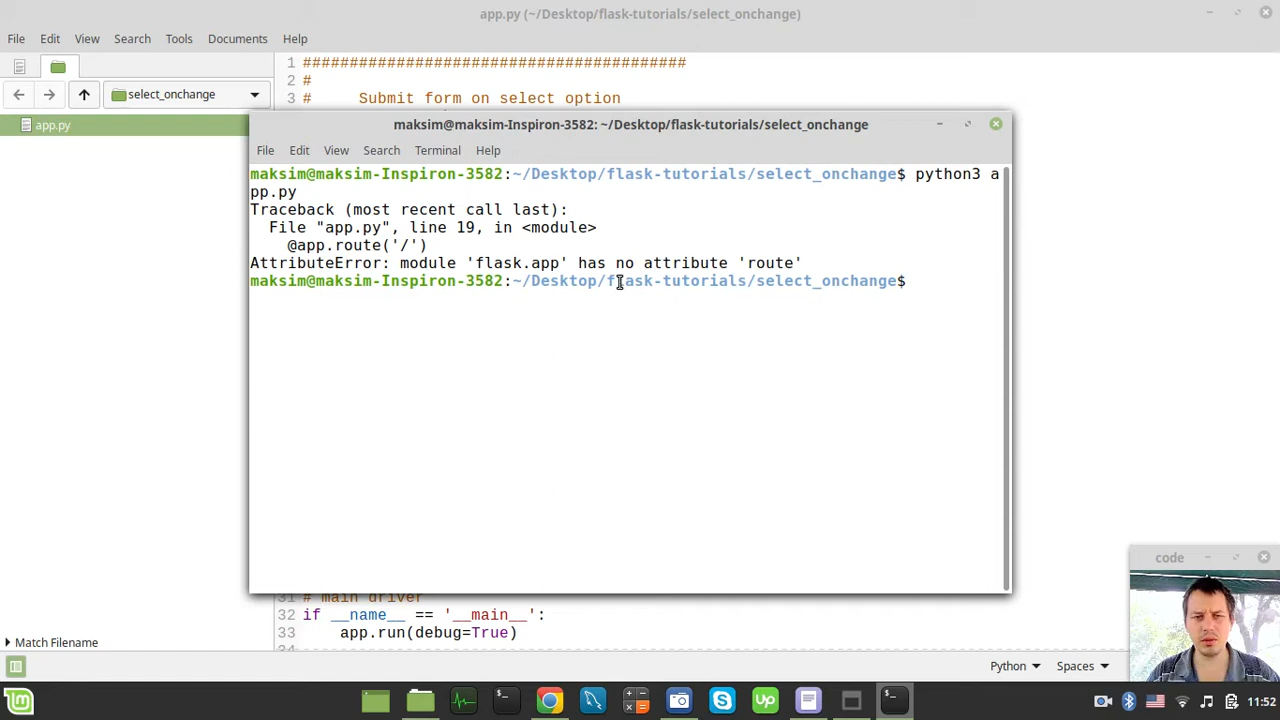 app.py (~/Desktop/flask-tutorials/select_onchange)
File Edit View Search Tools Documents Help
select_onchange
app.py
1 #########################################
2 #
3 # Submit form on select option
maksim@maksim-Inspiron-3582: ~/Desktop/flask-tutorials/select_onchange
File Edit View Search Terminal Help
maksim@maksim-Inspiron-3582:~/Desktop/flask-tutorials/select_onchange$ python3 a
pp.py
Traceback (most recent call last):
File "app.py", line 19, in <module>
@app.route('/')
AttributeError: module 'flask.app' has no attribute 'route'
maksim@maksim-Inspiron-3582:~/Desktop/flask-tutorials/select_onchange$
31 # main driver
32 if __name__ == '__main__':
33 app.run(debug=True)
34
Match Filename
Python
Spaces
code
11:52